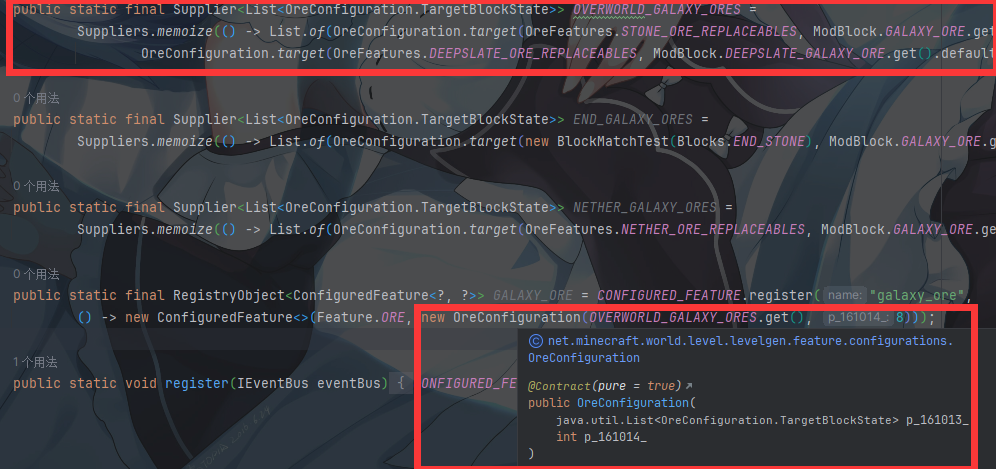 public static final Supplier<List<OreConfiguration.TargetBlockState>> OVERWORLD_GALAXY_ORES =
Suppliers.memoize(() -> List.of(OreConfiguration.target(OreFeatures.STONE_ORE_REPLACEABLES, ModBlock.GALAXY_ORE.get
OreConfiguration.target(OreFeatures.DEEPSLATE_ORE_REPLACEABLES, ModBlock.DEEPSLATE_GALAXY_ORE.get().default
0 个用法
public static final Supplier<List<OreConfiguration.TargetBlockState>> END_GALAXY_ORES =
Suppliers.memoize(() -> List.of(OreConfiguration.target(new BlockMatchTest(Blocks.END_STONE), ModBlock.GALAXY_ORE.g
0 个用法
public static final Supplier<List<OreConfiguration.TargetBlockState>> NETHER_GALAXY_ORES =
Suppliers.memoize(() -> List.of(OreConfiguration.target(OreFeatures.NETHER_ORE_REPLACEABLES, ModBlock.GALAXY_ORE.ge
0 个用法
public static final RegistryObject<ConfiguredFeature<?, ?>> GALAXY_ORE = CONFIGURED_FEATURE.register( name: "galaxy_ore",
() -> new ConfiguredFeature<>(Feature.ORE, new OreConfiguration(OVERWORLD_GALAXY_ORES.get(), p_161014_: 8)));
1 个用法
public static void register(IEventBus eventBus) { CONFIGURED_FE
net.minecraft.world.level.levelgen.feature.configurations.
OreConfiguration
@Contract(pure = true)
public OreConfiguration(
java.util.List<OreConfiguration.TargetBlockState> p_161013_
int p_161014_
)